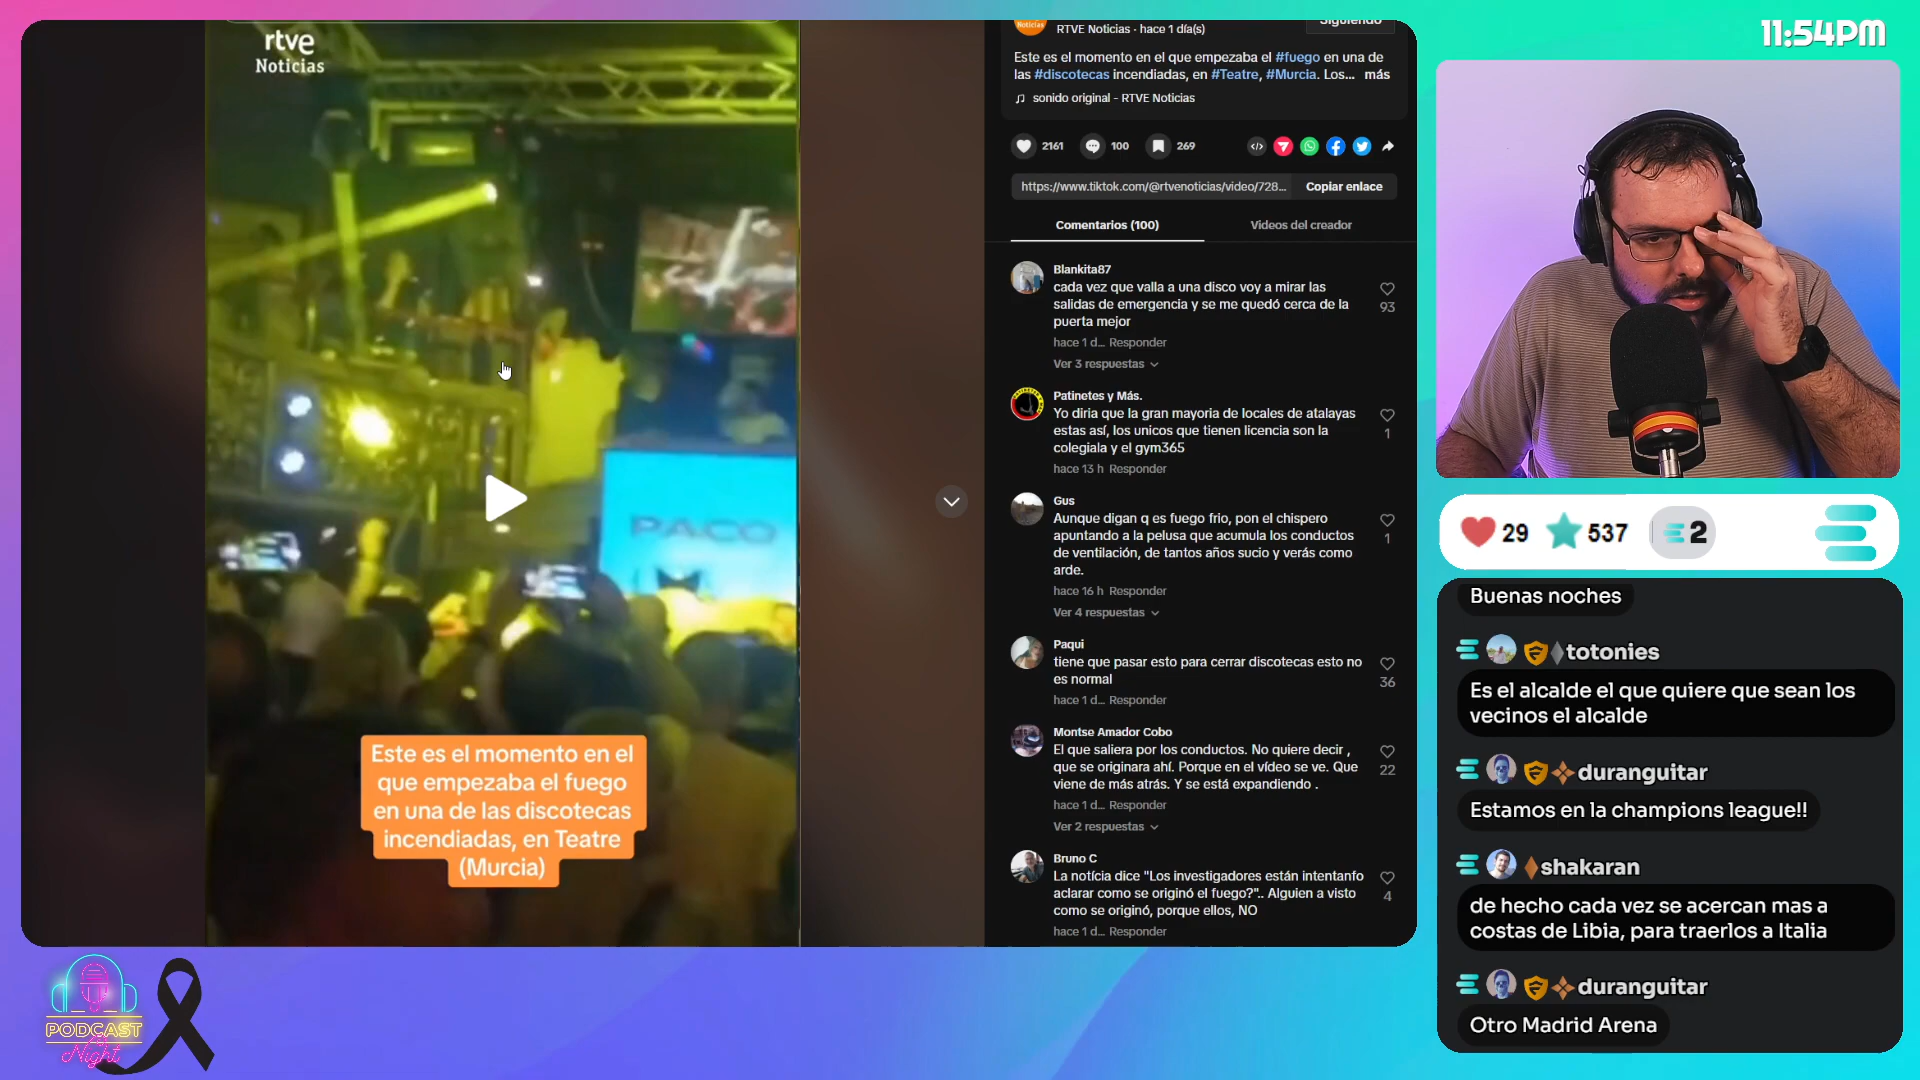 rtve
Noticias
PACO
Este es el momento en el
que empezaba el fuego
en una de las discotecas
incendiadas, en Teatre
(Murcia)
Noticias
RTVE Noticias · hace 1 día(s)
Siguiendo
Este es el momento en el que empezaba el #fuego en una de
las #discotecas incendiadas, en #Teatre, #Murcia. Los... más
sonido original - RTVE Noticias
2161
100
269
https://www.tiktok.com/@rtvenoticias/video/728...
Copiar enlace
Comentarios (100)
Videos del creador
Blankita87
cada vez que valla a una disco voy a mirar las
salidas de emergencia y se me quedó cerca de la
puerta mejor
93
hace 1 d... Responder
Ver 3 respuestas
Patinetes y Más.
Yo diria que la gran mayoria de locales de atalayas
estas así, los unicos que tienen licencia son la
colegiala y el gym365
1
hace 13 h Responder
Gus
Aunque digan q es fuego frio, pon el chispero
apuntando a la pelusa que acumula los conductos
de ventilación, de tantos años sucio y verás como
arde.
1
hace 16 h Responder
Ver 4 respuestas
Paqui
tiene que pasar esto para cerrar discotecas esto no
es normal
36
hace 1 d... Responder
Montse Amador Cobo
El que saliera por los conductos. No quiere decir ,
que se originara ahí. Porque en el vídeo se ve. Que
viene de más atrás. Y se está expandiendo .
22
hace 1 d... Responder
Ver 2 respuestas
Bruno C
La notícia dice "Los investigadores están intentanfo
aclarar como se originó el fuego?".. Alguien a visto
como se originó, porque ellos, NO
4
hace 1 d... Responder
11:54PM
29
537
2
Buenas noches
totonies
Es el alcalde el que quiere que sean los
vecinos el alcalde
duranguitar
Estamos en la champions league!!
shakaran
de hecho cada vez se acercan mas a
costas de Libia, para traerlos a Italia
duranguitar
Otro Madrid Arena
PODCAST
Night